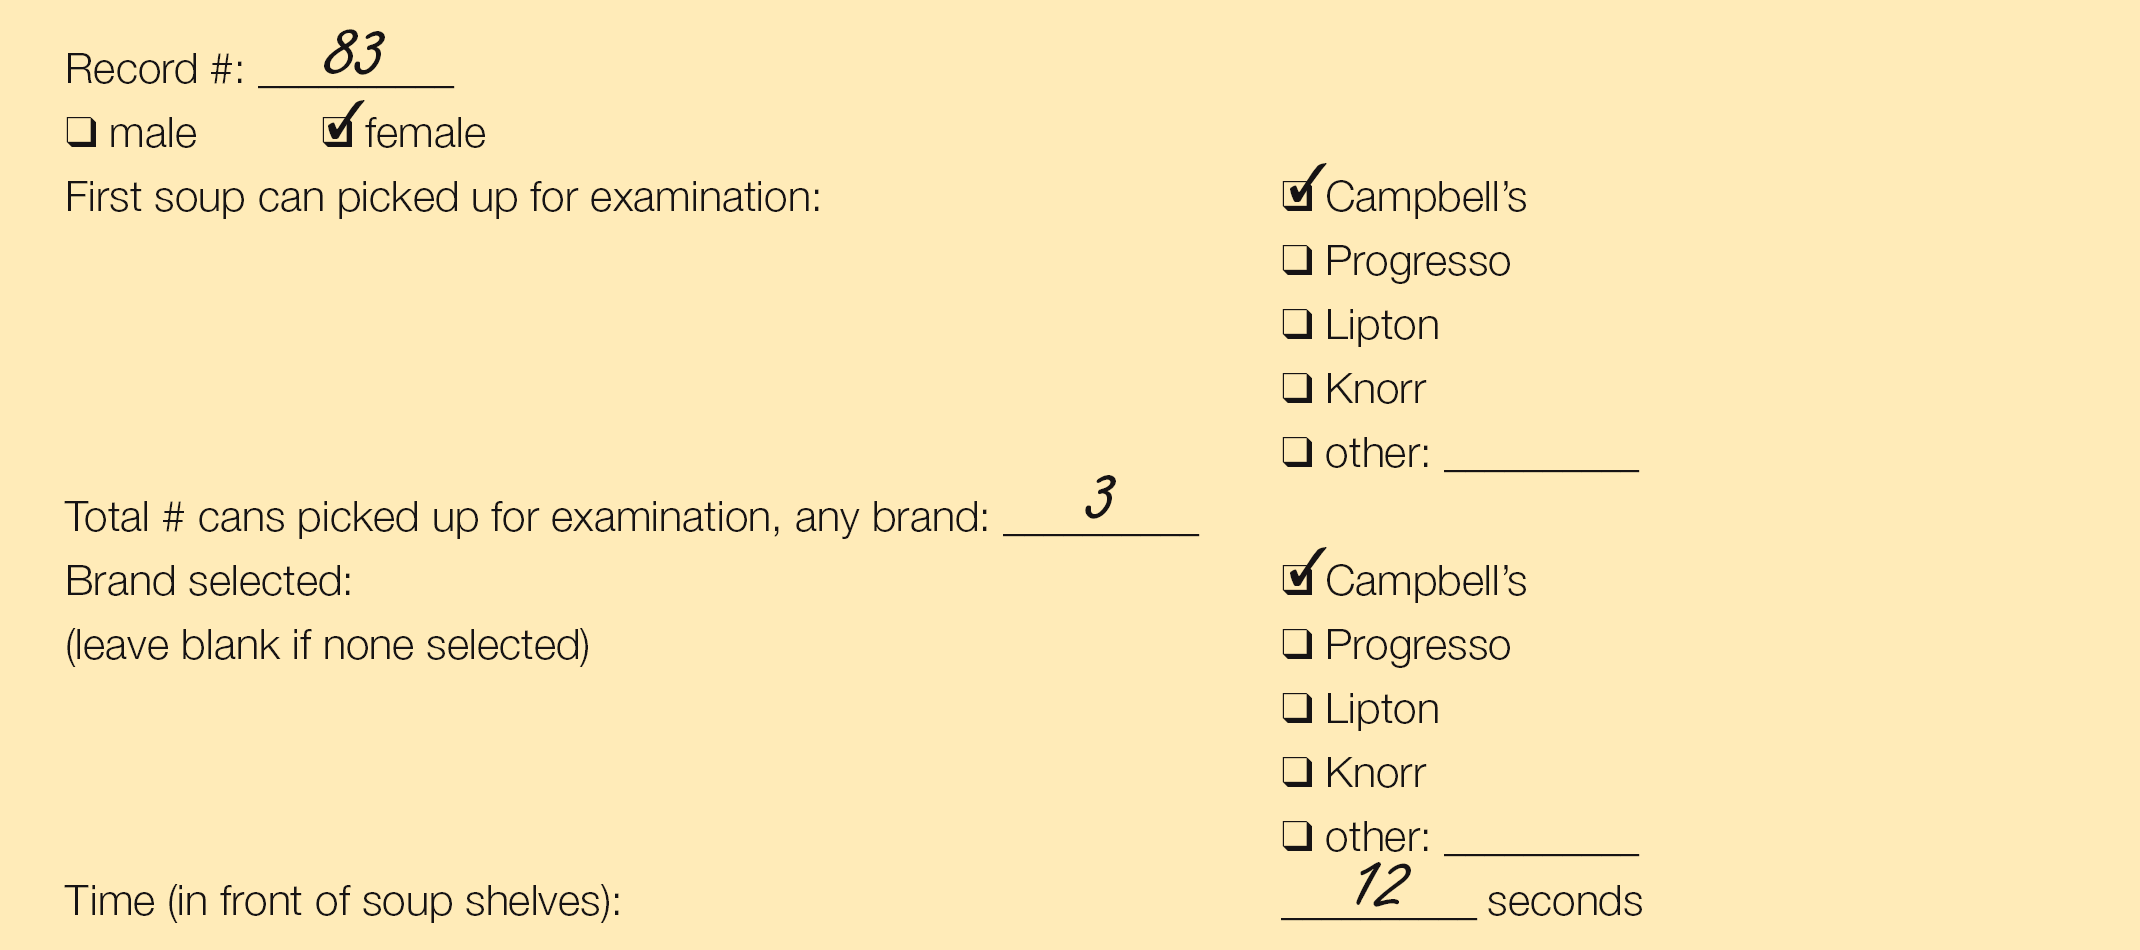 Record #: 83
❏ male ✓ female
First soup can picked up for examination: ✓ Campbell’s
❏ Progresso
❏ Lipton
❏ Knorr
❏ other: ______
Total # cans picked up for examination, any brand: 3
Brand selected: ✓ Campbell’s
(leave blank if none selected) ❏ Progresso
❏ Lipton
❏ Knorr
❏ other: ______
Time (in front of soup shelves): 12 seconds